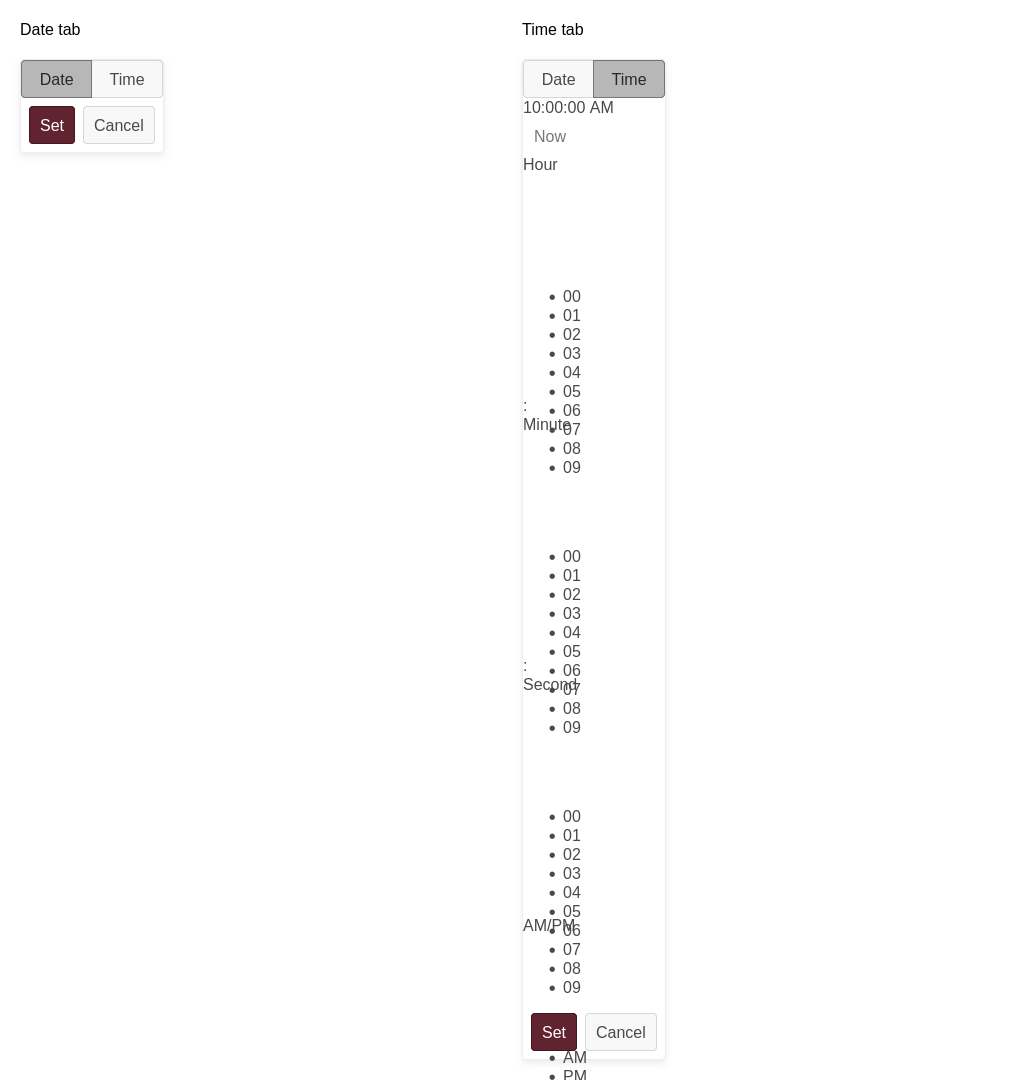 Date tab
Date Time
Set Cancel
Time tab
Date Time
10:00:00 AM
Now
Hour
00
01
02
03
04
05
:
06
Minute
07
08
09
00
01
02
03
04
05
:
06
Second
07
08
09
00
01
02
03
04
05
AM/PM
06
07
08
09
Set Cancel
AM
PM